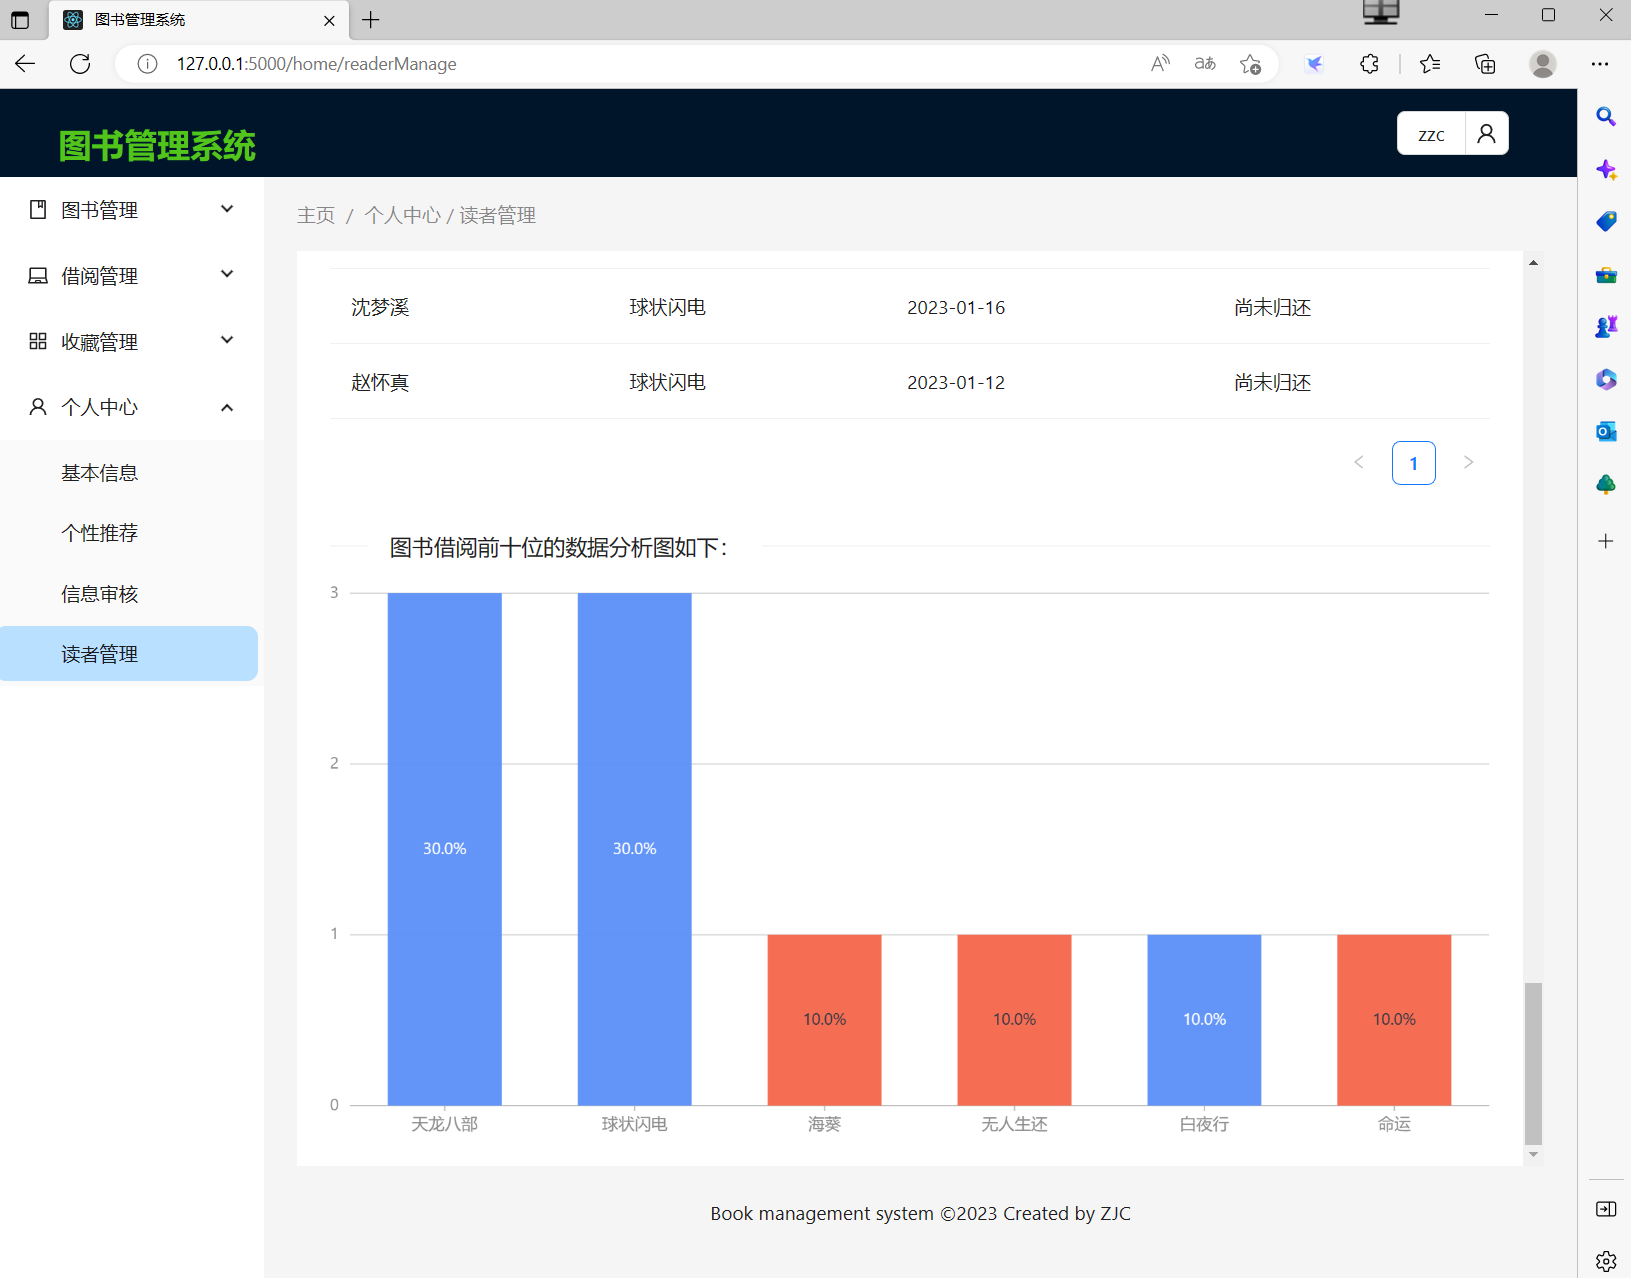 图书管理系统
127.0.0.1:5000/home/readerManage
图书管理系统
zzc
图书管理
借阅管理
收藏管理
个人中心
基本信息
个性推荐
信息审核
读者管理
主页 / 个人中心 / 读者管理
沈梦溪 球状闪电 2023-01-16 尚未归还
赵怀真 球状闪电 2023-01-12 尚未归还
< 1 >
图书借阅前十位的数据分析图如下：
3
2
1
0
30.0% 30.0% 10.0% 10.0% 10.0% 10.0%
天龙八部 球状闪电 海葵 无人生还 白夜行 命运
Book management system ©2023 Created by ZJC